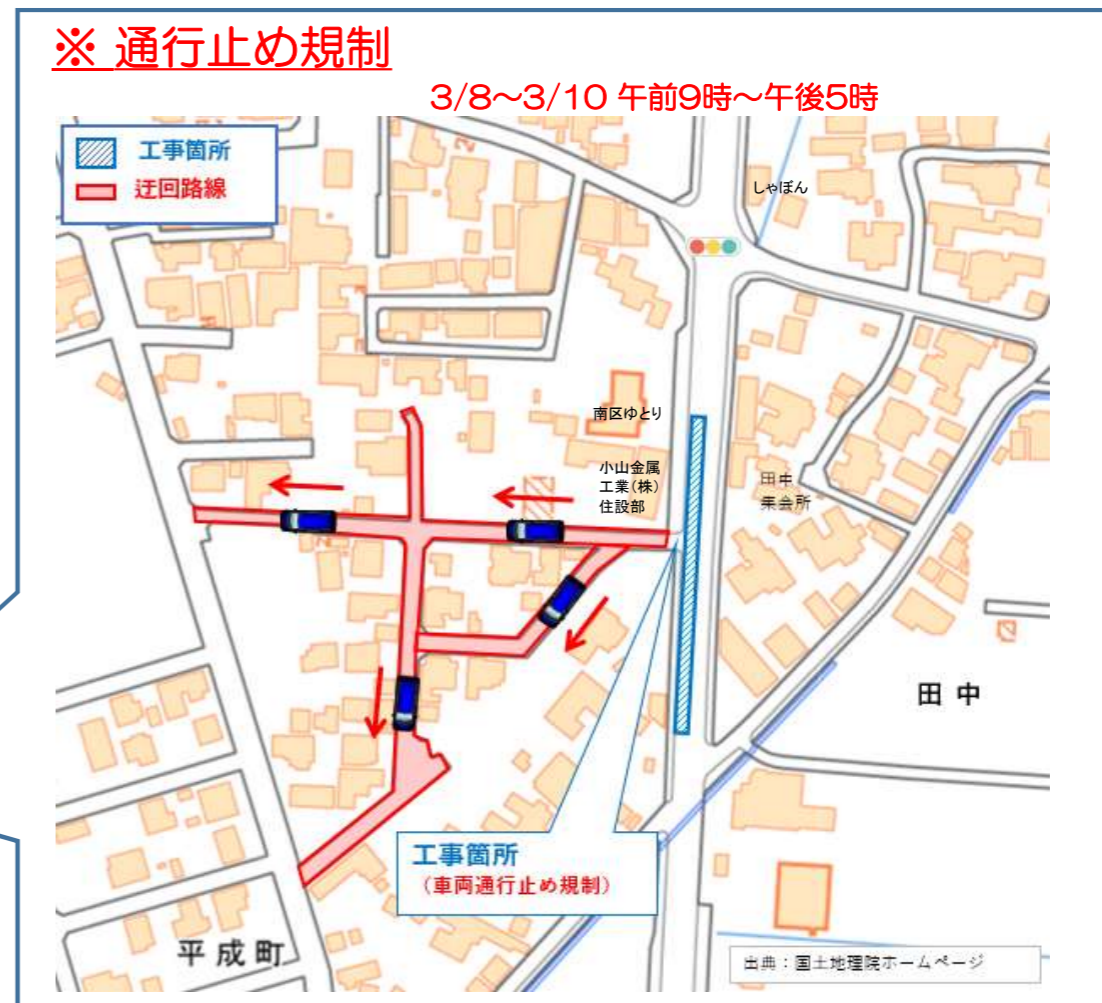 ※ 通行止め規制
3/8～3/10 午前9時～午後5時
工事箇所
迂回路線
しゃぼん
南区ゆとり
小山金属
工業(株)
住設部
田中
集会所
田中
工事箇所
（車両通行止め規制）
平成町
出典：国土地理院ホームページ